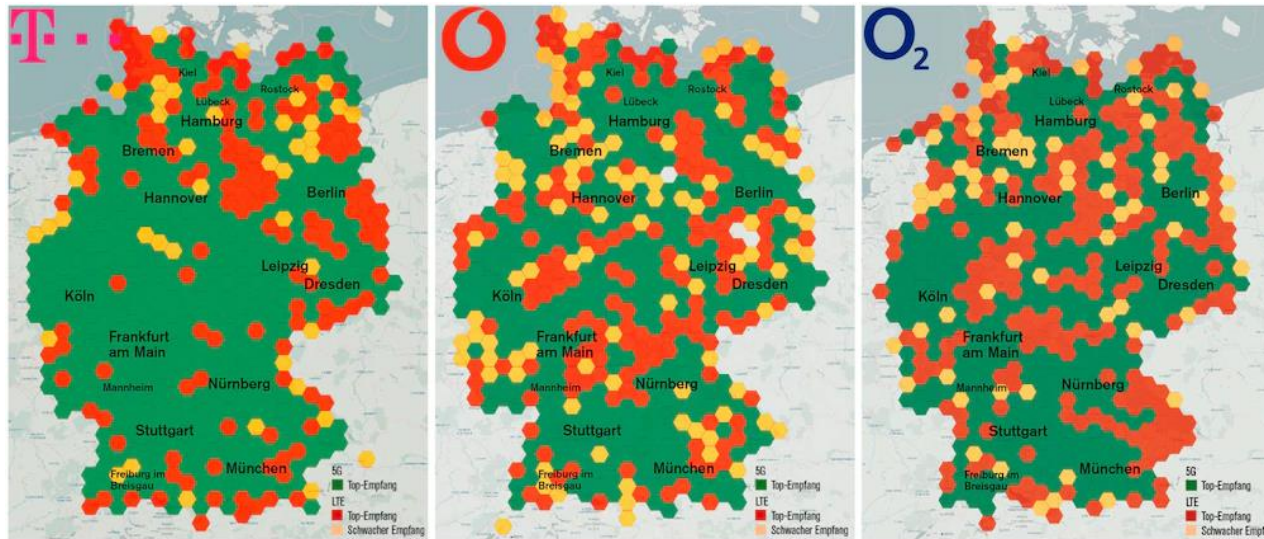 T
Kiel
Lübeck
Rostock
Hamburg
Bremen
Hannover
Berlin
Leipzig
Dresden
Köln
Frankfurt
am Main
Mannheim
Nürnberg
Stuttgart
München
Freiburg im
Breisgau
5G
Top-Empfang
LTE
Top-Empfang
Schwacher Empfang
Kiel
Lübeck
Rostock
Hamburg
Bremen
Hannover
Berlin
Leipzig
Dresden
Köln
Frankfurt
am Main
Mannheim
Nürnberg
Stuttgart
München
Freiburg im
Breisgau
5G
Top-Empfang
LTE
Top-Empfang
Schwacher Empfang
O2
Kiel
Lübeck
Rostock
Hamburg
Bremen
Hannover
Berlin
Leipzig
Dresden
Köln
Frankfurt
am Main
Mannheim
Nürnberg
Stuttgart
München
Freiburg im
Breisgau
5G
Top-Empfang
LTE
Top-Empfang
Schwacher Empf